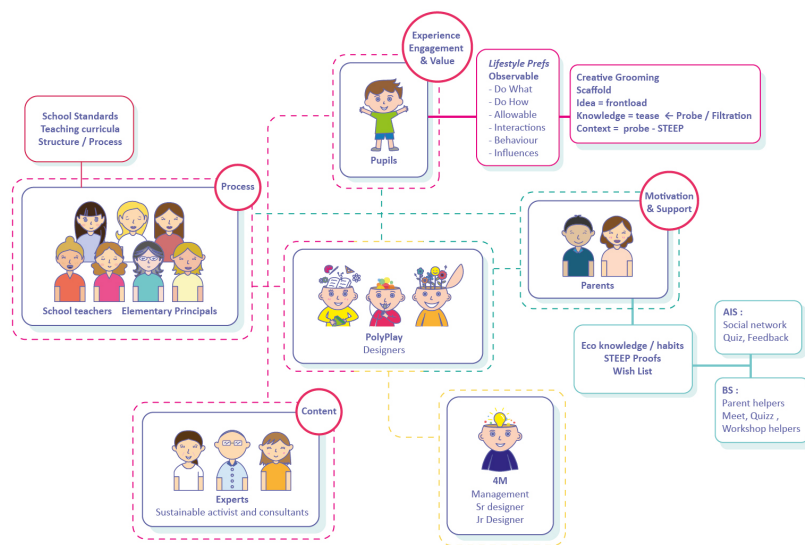 Experience
Engagement
& Value
Pupils
Lifestyle Prefs
Observable
- Do What
- Do How
- Allowable
- Interactions
- Behaviour
- Influences
Creative Grooming
Scaffold
Idea = frontload
Knowledge = tease ← Probe / Filtration
Context = probe - STEEP
School Standards
Teaching curricula
Structure / Process
Process
School teachers Elementary Principals
Motivation
& Support
Parents
PolyPlay
Designers
Eco knowledge / habits
STEEP Proofs
Wish List
AIS :
Social network
Quiz, Feedback
BS :
Parent helpers
Meet, Quizz ,
Workshop helpers
Content
Experts
Sustainable activist and consultants
4M
Management
Sr designer
Jr Designer